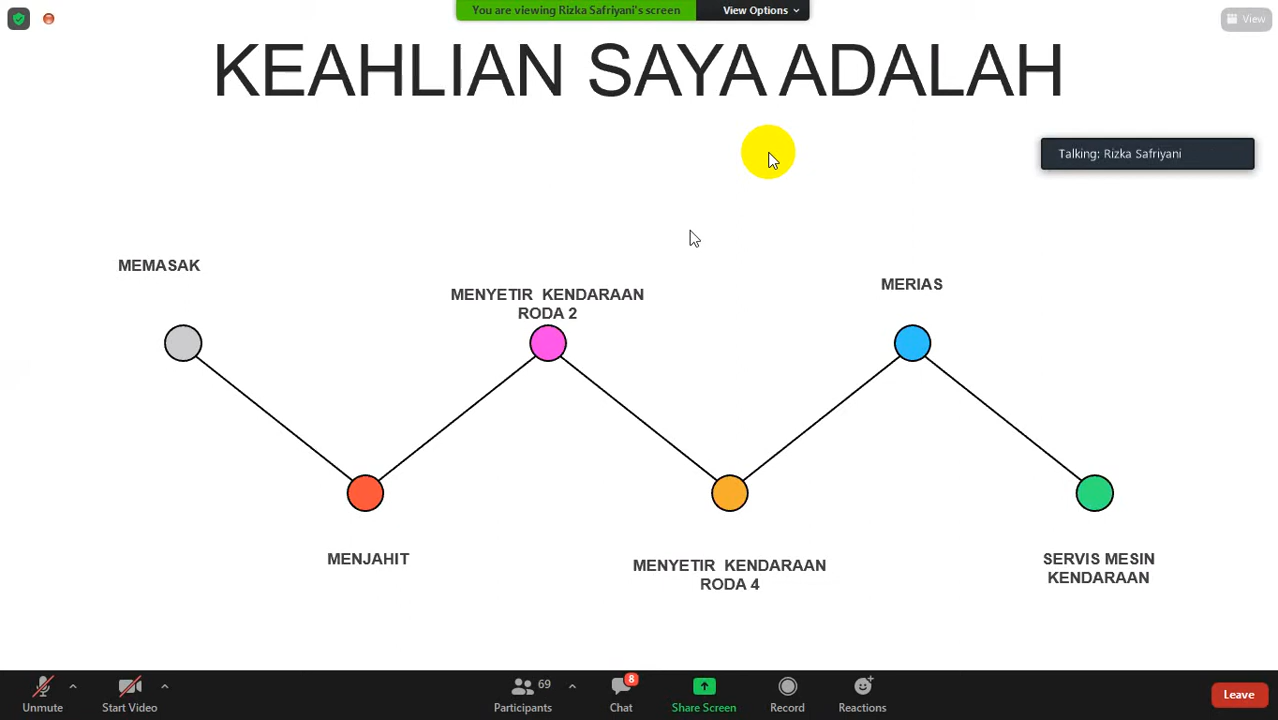 You are viewing Rizka Safriyani's screen
View Options
View
KEAHLIAN SAYA ADALAH
Talking: Rizka Safriyani
MEMASAK
MENYETIR KENDARAAN
RODA 2
MERIAS
MENJAHIT
MENYETIR KENDARAAN
RODA 4
SERVIS MESIN
KENDARAAN
Unmute
Start Video
69
Participants
8
Chat
Share Screen
Record
Reactions
Leave